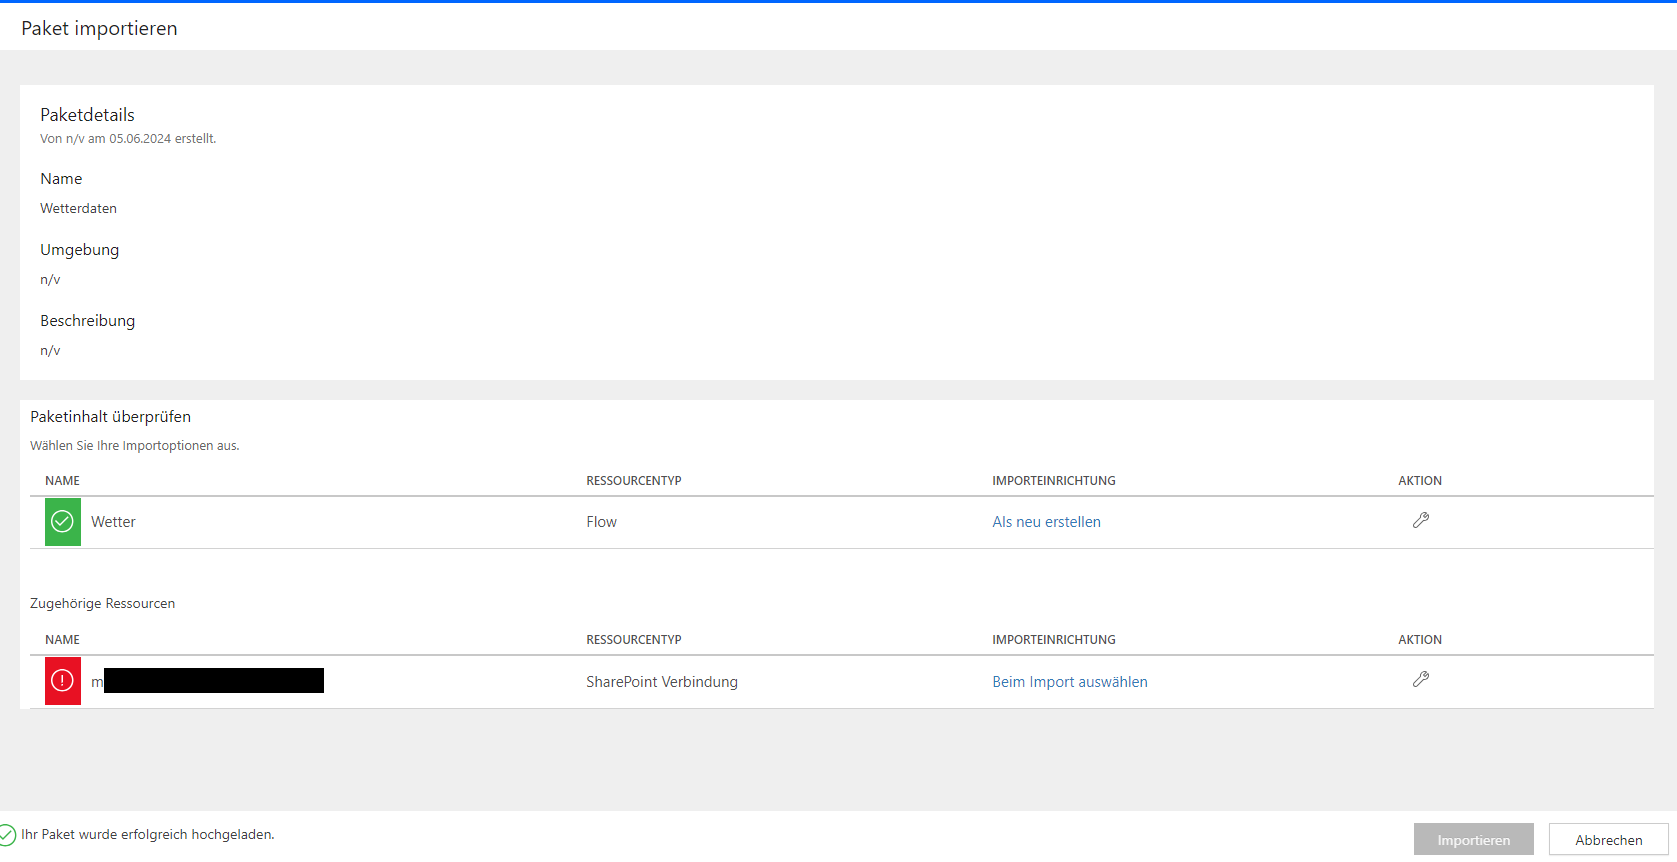 Paket importieren
Paketdetails
Von n/v am 05.06.2024 erstellt.
Name
Wetterdaten
Umgebung
n/v
Beschreibung
n/v
Paketinhalt überprüfen
Wählen Sie Ihre Importoptionen aus.
NAME RESSOURCENTYP IMPORTEINRICHTUNG AKTION
Wetter Flow Als neu erstellen
Zugehörige Ressourcen
NAME RESSOURCENTYP IMPORTEINRICHTUNG AKTION
m SharePoint Verbindung Beim Import auswählen
Ihr Paket wurde erfolgreich hochgeladen.
Importieren Abbrechen